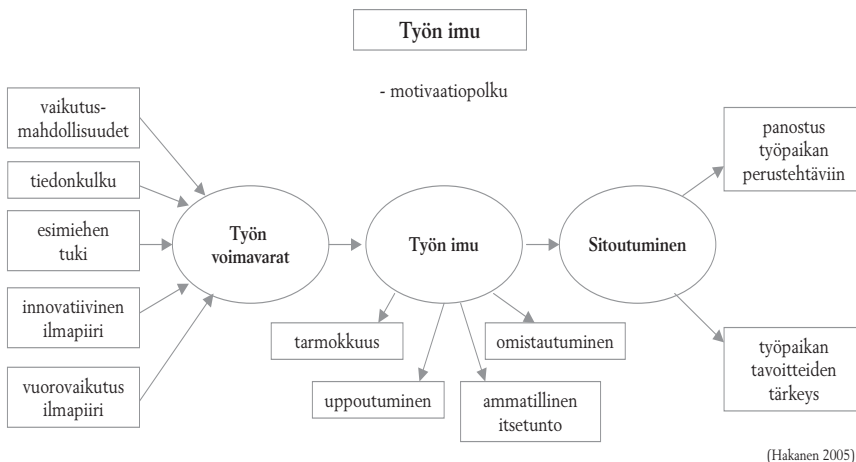 Työn imu
- motivaatiopolku
vaikutus-
mahdollisuudet
tiedonkulku
esimiehen
tuki
innovatiivinen
ilmapiiri
vuorovaikutus
ilmapiiri
Työn
voimavarat
Työn imu
Sitoutuminen
tarmokkuus
omistautuminen
uppoutuminen
ammatillinen
itsetunto
panostus
työpaikan
perustehtäviin
työpaikan
tavoitteiden
tärkeys
(Hakanen 2005)